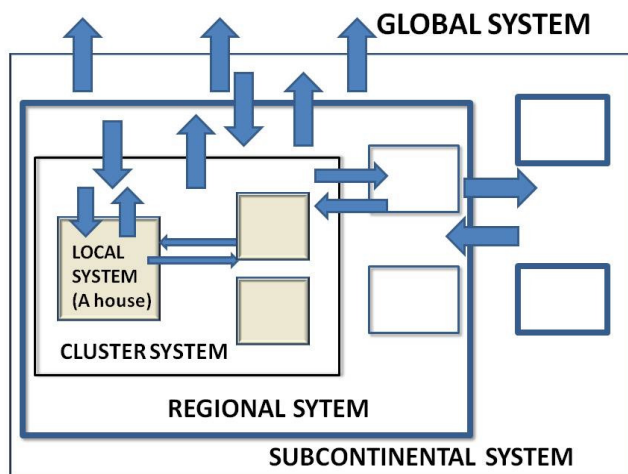 GLOBAL SYSTEM
LOCAL
SYSTEM
(A house)
CLUSTER SYSTEM
REGIONAL SYTEM
SUBCONTINENTAL SYSTEM